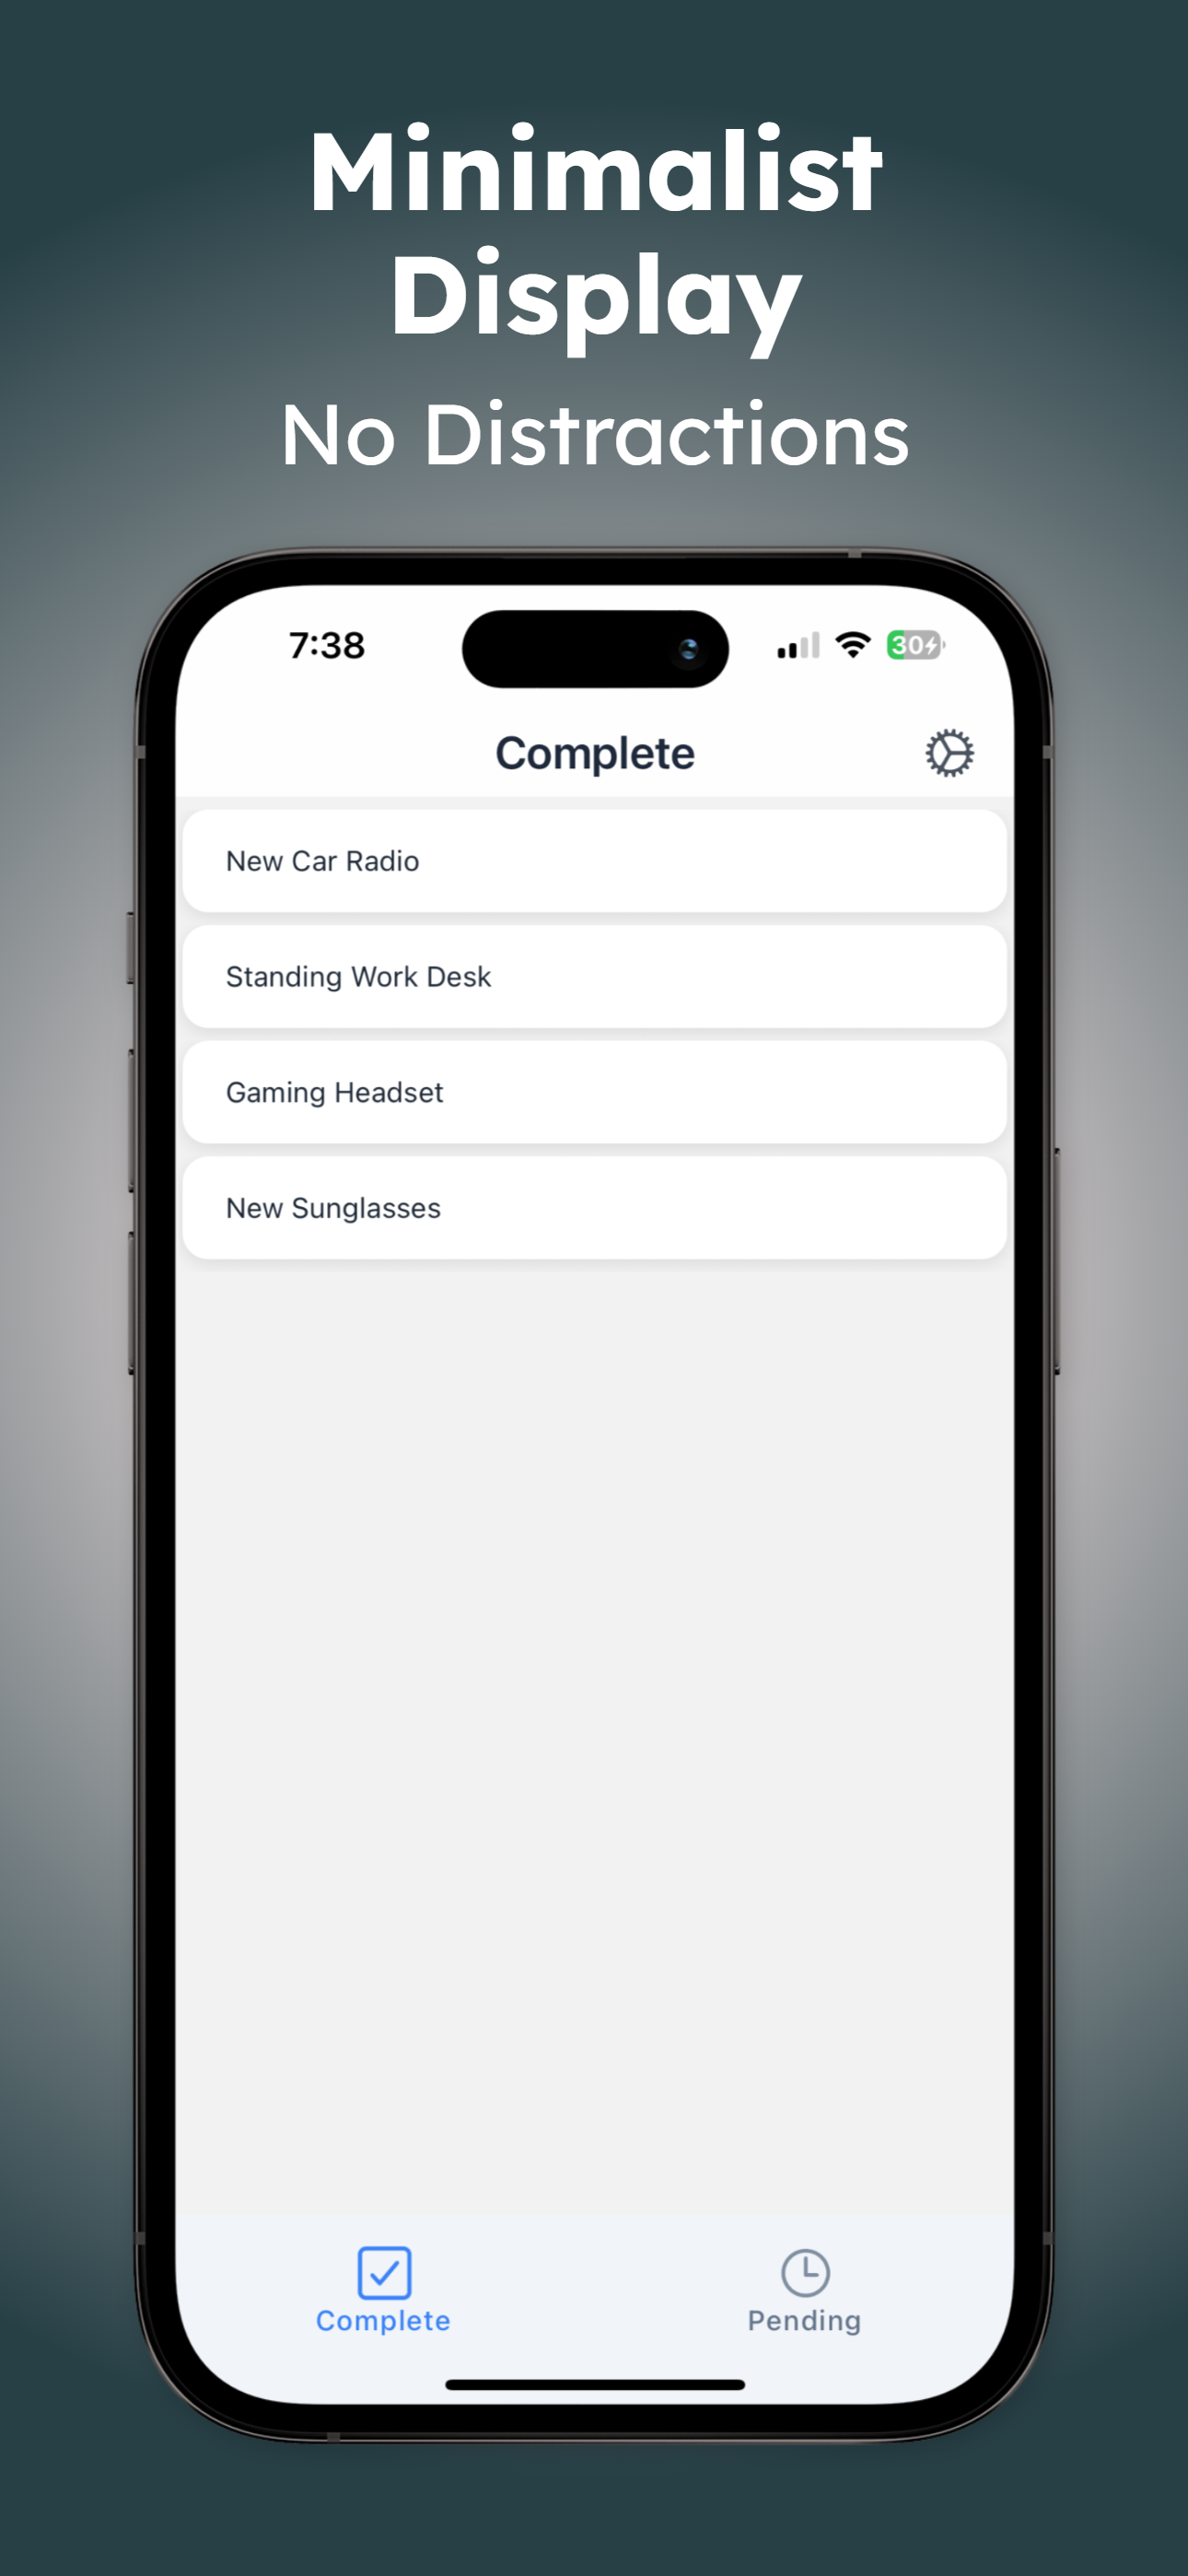 Minimalist
Display
No Distractions
7:38
30
Complete
New Car Radio
Standing Work Desk
Gaming Headset
New Sunglasses
Complete
Pending